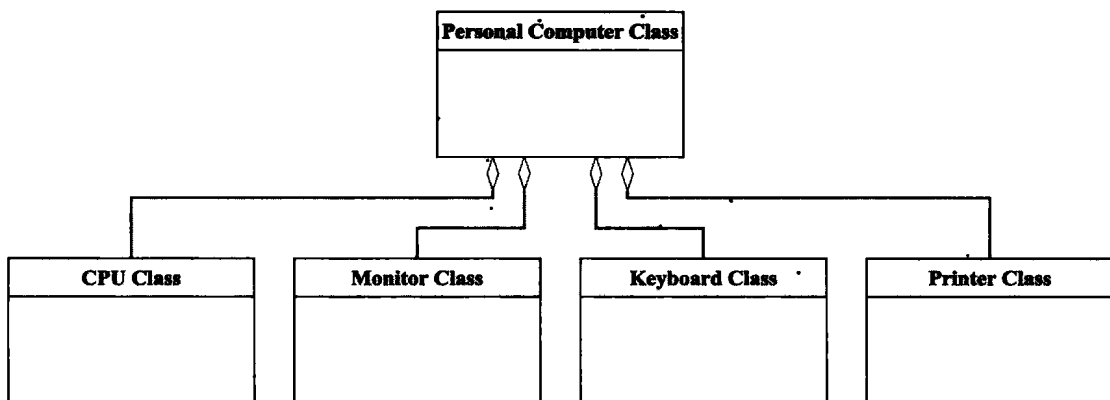 Personal Computer Class
CPU Class
Monitor Class
Keyboard Class
Printer Class